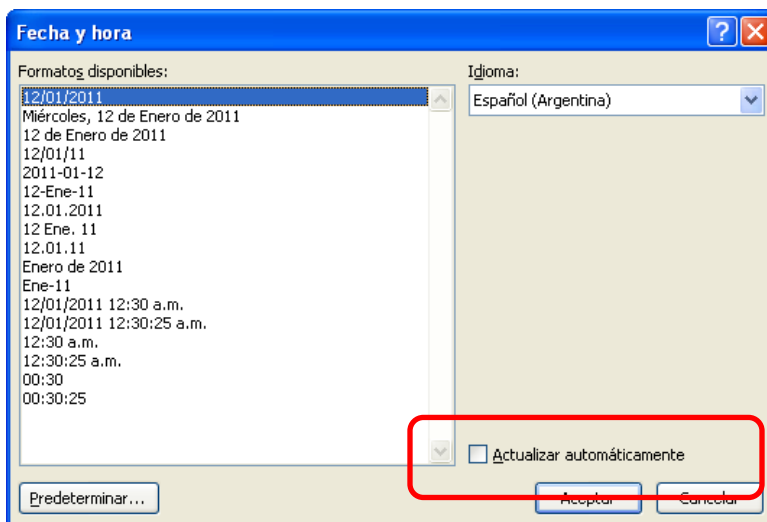 Fecha y hora
Formatos disponibles:
12/01/2011
Miércoles, 12 de Enero de 2011
12 de Enero de 2011
12/01/11
2011-01-12
12-Ene-11
12.01.2011
12 Ene. 11
12.01.11
Enero de 2011
Ene-11
12/01/2011 12:30 a.m.
12/01/2011 12:30:25 a.m.
12:30 a.m.
12:30:25 a.m.
00:30
00:30:25
Idioma:
Español (Argentina)
Actualizar automáticamente
Predeterminar...
Aceptar
Cancelar